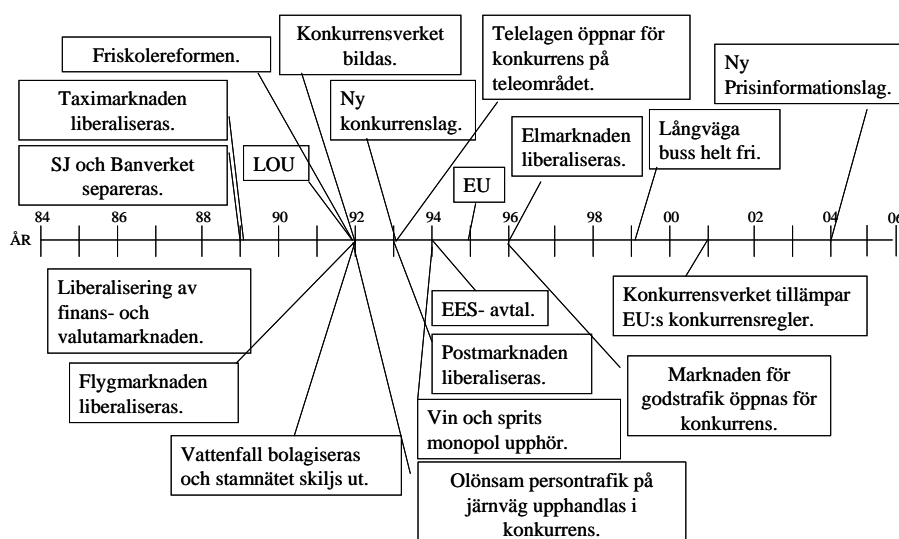 Friskolereformen.
Konkurrensverket
bildas.
Telelagen öppnar för
konkurrens på
teleområdet.
Ny
Prisinformationslag.
Taximarknaden
liberaliseras.
Ny
konkurrenslag.
Elmarknaden
liberaliseras.
Långväga
buss helt fri.
SJ och Banverket
separeras.
LOU
EU
84 86 88 90 92 94 96 98 00 02 04 06
ÅR
Liberalisering av
finans- och
valutamarknaden.
EES- avtal.
Konkurrensverket tillämpar
EU:s konkurrensregler.
Flygmarknaden
liberaliseras.
Postmarknaden
liberaliseras.
Marknaden för
godstrafik öppnas för
konkurrens.
Vin och sprits
monopol upphör.
Vattenfall bolagiseras
och stamnätet skiljs ut.
Olönsam persontrafik på
järnväg upphandlas i
konkurrens.